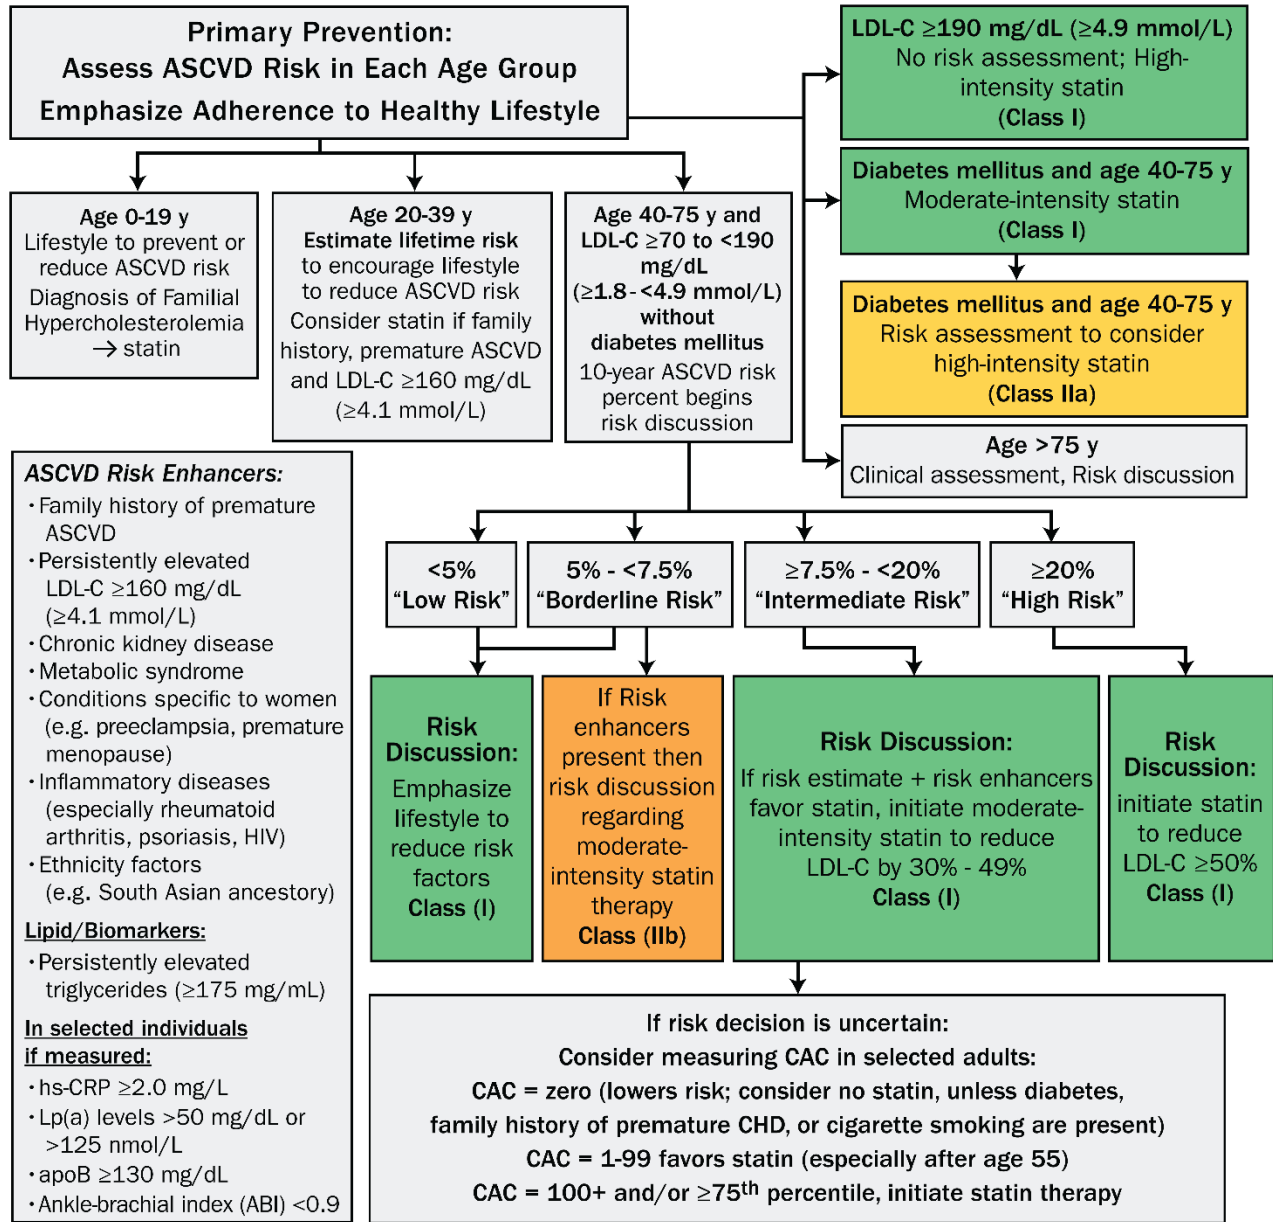 Primary Prevention:
Assess ASCVD Risk in Each Age Group
Emphasize Adherence to Healthy Lifestyle
LDL-C ≥190 mg/dL (≥4.9 mmol/L)
No risk assessment; High-
intensity statin
(Class I)
Diabetes mellitus and age 40-75 y
Moderate-intensity statin
(Class I)
Diabetes mellitus and age 40-75 y
Risk assessment to consider
high-intensity statin
(Class IIa)
Age >75 y
Clinical assessment, Risk discussion
Age 0-19 y
Lifestyle to prevent or
reduce ASCVD risk
Diagnosis of Familial
Hypercholesterolemia
→ statin
Age 20-39 y
Estimate lifetime risk
to encourage lifestyle
to reduce ASCVD risk
Consider statin if family
history, premature ASCVD
and LDL-C ≥160 mg/dL
(≥4.1 mmol/L)
Age 40-75 y and
LDL-C ≥70 to <190
mg/dL
(≥1.8 - <4.9 mmol/L)
without
diabetes mellitus
10-year ASCVD risk
percent begins
risk discussion
ASCVD Risk Enhancers:
· Family history of premature
ASCVD
· Persistently elevated
LDL-C ≥160 mg/dL
(≥4.1 mmol/L)
· Chronic kidney disease
· Metabolic syndrome
· Conditions specific to women
(e.g. preeclampsia, premature
menopause)
· Inflammatory diseases
(especially rheumatoid
arthritis, psoriasis, HIV)
· Ethnicity factors
(e.g. South Asian ancestory)
Lipid/Biomarkers:
· Persistently elevated
triglycerides (≥175 mg/mL)
In selected individuals
if measured:
· hs-CRP ≥2.0 mg/L
· Lp(a) levels >50 mg/dL or
>125 nmol/L
· apoB ≥130 mg/dL
· Ankle-brachial index (ABI) <0.9
<5%
“Low Risk”
5% - <7.5%
“Borderline Risk”
≥7.5% - <20%
“Intermediate Risk”
≥20%
“High Risk”
Risk
Discussion:
Emphasize
lifestyle to
reduce risk
factors
Class (I)
If Risk
enhancers
present then
risk discussion
regarding
moderate-
intensity statin
therapy
Class (IIb)
Risk Discussion:
If risk estimate + risk enhancers
favor statin, initiate moderate-
intensity statin to reduce
LDL-C by 30% - 49%
Class (I)
Risk
Discussion:
initiate statin
to reduce
LDL-C ≥50%
Class (I)
If risk decision is uncertain:
Consider measuring CAC in selected adults:
CAC = zero (lowers risk; consider no statin, unless diabetes,
family history of premature CHD, or cigarette smoking are present)
CAC = 1-99 favors statin (especially after age 55)
CAC = 100+ and/or ≥75th percentile, initiate statin therapy